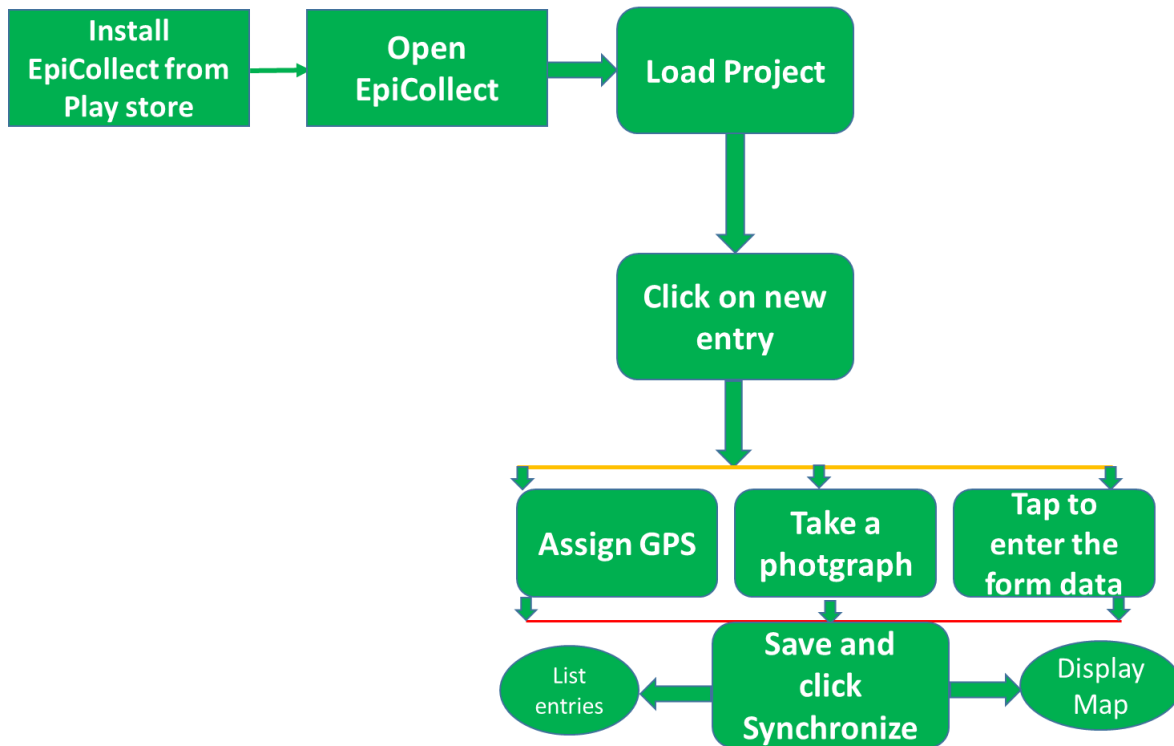 Install
EpiCollect from
Play store
Open
EpiCollect
Load Project
Click on new
entry
Assign GPS
Take a
photgraph
Tap to
enter the
form data
Save and
click
Synchronize
List
entries
Display
Map